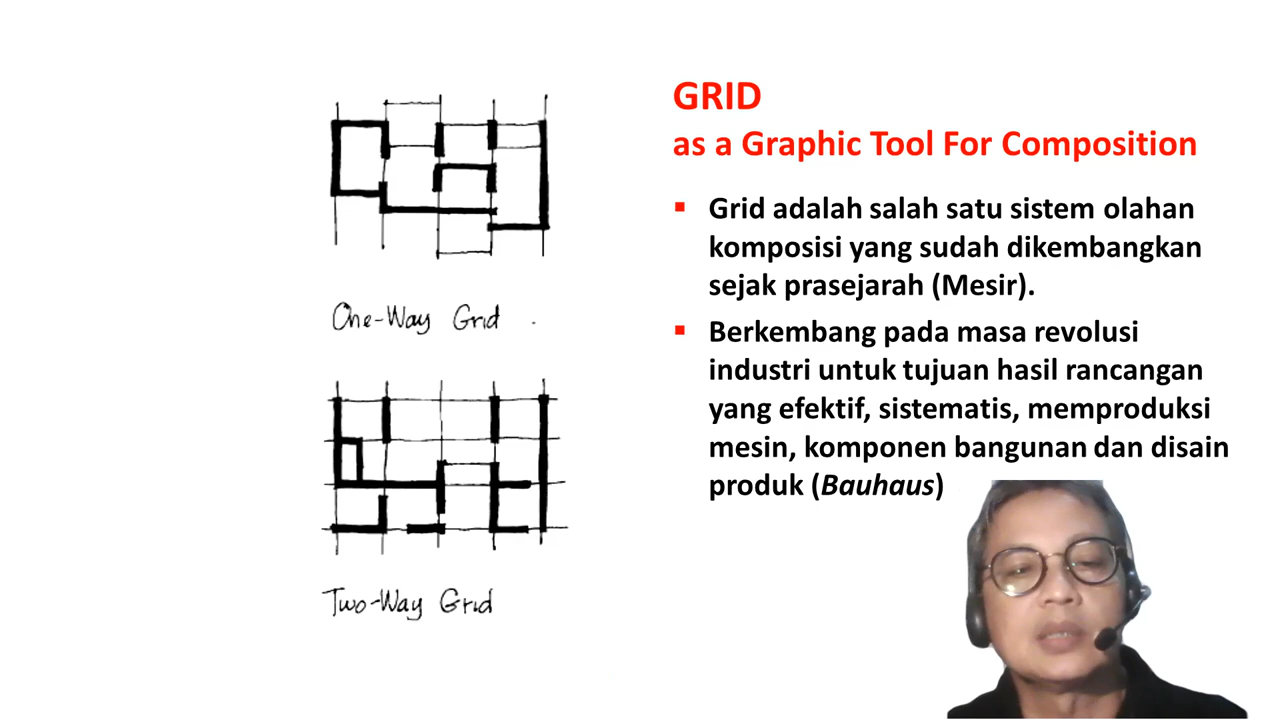 GRID
as a Graphic Tool For Composition
Grid adalah salah satu sistem olahan
komposisi yang sudah dikembangkan
sejak prasejarah (Mesir).
Berkembang pada masa revolusi
industri untuk tujuan hasil rancangan
yang efektif, sistematis, memproduksi
mesin, komponen bangunan dan disain
produk (Bauhaus)
One-Way Grid
Two-Way Grid